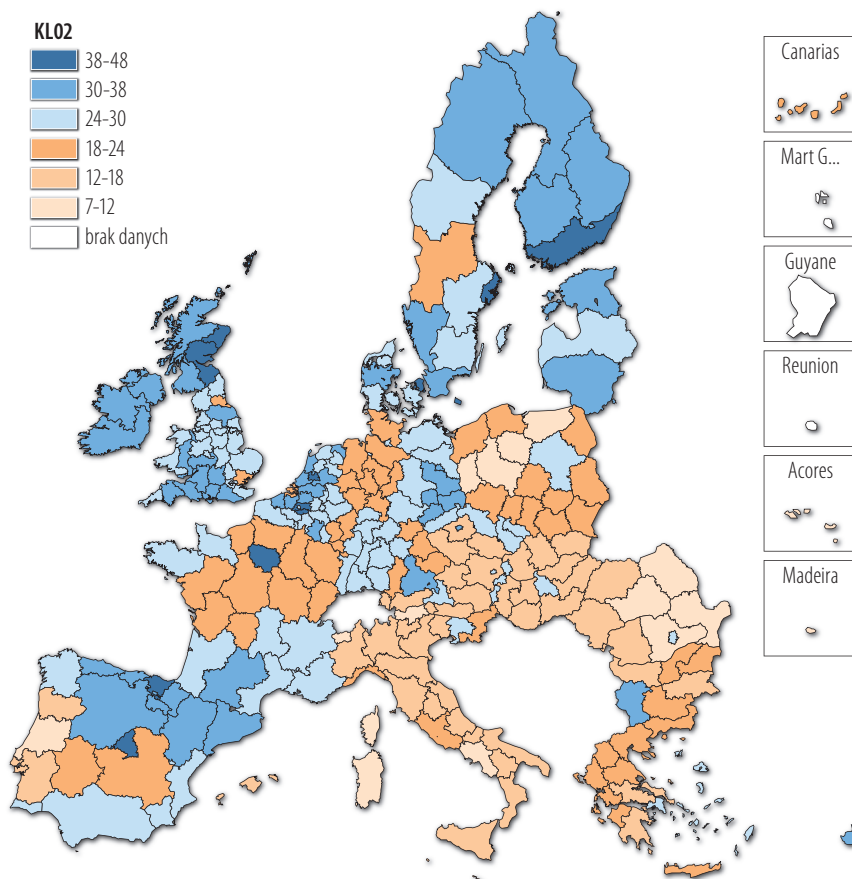 KL02
38–48
30–38
24–30
18–24
12–18
7–12
brak danych
Canarias
Mart G...
Guyane
Reunion
Acores
Madeira